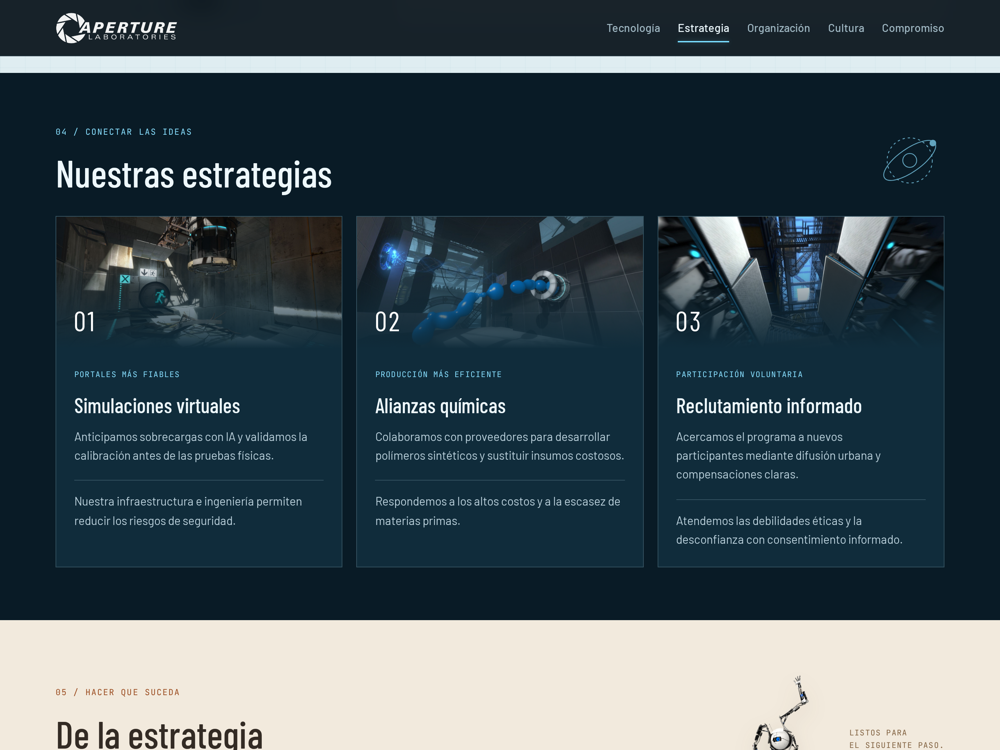 APERTURE
LABORATORIES
Tecnología Estrategia Organización Cultura Compromiso
04 / CONECTAR LAS IDEAS
Nuestras estrategias
01
PORTALES MÁS FIABLES
Simulaciones virtuales
Anticipamos sobrecargas con IA y validamos la
calibración antes de las pruebas físicas.
Nuestra infraestructura e ingeniería permiten
reducir los riesgos de seguridad.
02
PRODUCCIÓN MÁS EFICIENTE
Alianzas químicas
Colaboramos con proveedores para desarrollar
polímeros sintéticos y sustituir insumos costosos.
Respondemos a los altos costos y a la escasez de
materias primas.
03
PARTICIPACIÓN VOLUNTARIA
Reclutamiento informado
Acercamos el programa a nuevos
participantes mediante difusión urbana y
compensaciones claras.
Atendemos las debilidades éticas y la
desconfianza con consentimiento informado.
05 / HACER QUE SUCEDA
De la estrategia
LISTOS PARA
EL SIGUIENTE PASO.